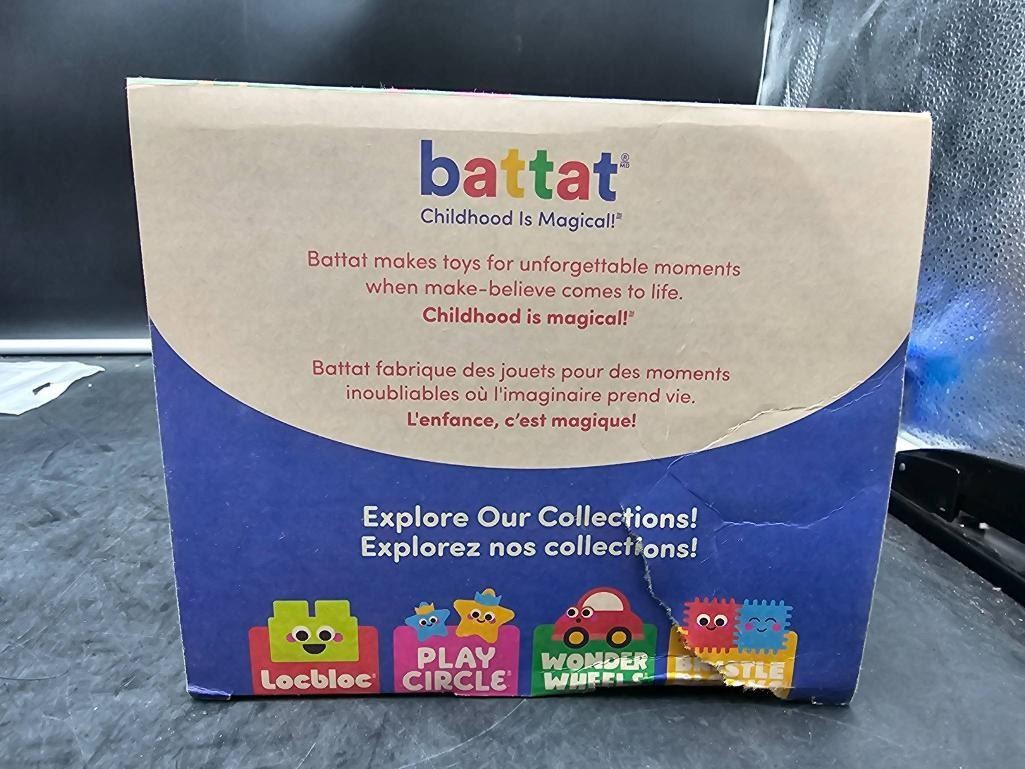 battat®
MD
Childhood Is Magical!
Battat makes toys for unforgettable moments
when make-believe comes to life.
Childhood is magical!
Battat fabrique des jouets pour des moments
inoubliables où l'imaginaire prend vie.
L'enfance, c'est magique!
Explore Our Collections!
Explorez nos collections!
Locbloc
PLAY
CIRCLE
WONDER
WHEELS
BRISTLE